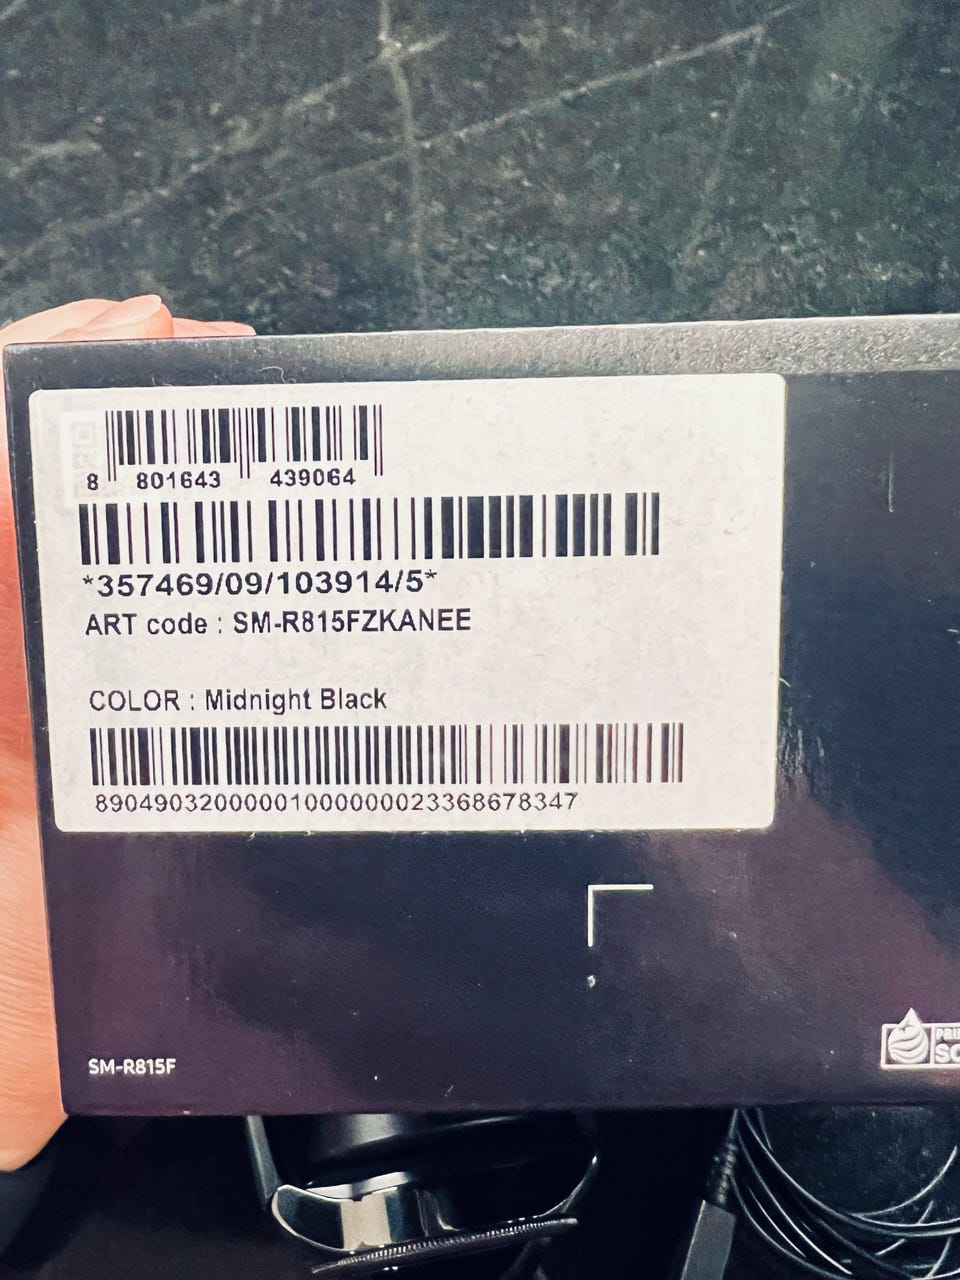 8 801643 439064
*357469/09/103914/5*
ART code : SM-R815FZKANEE
COLOR : Midnight Black
89049032000001000000023368678347
SM-R815F